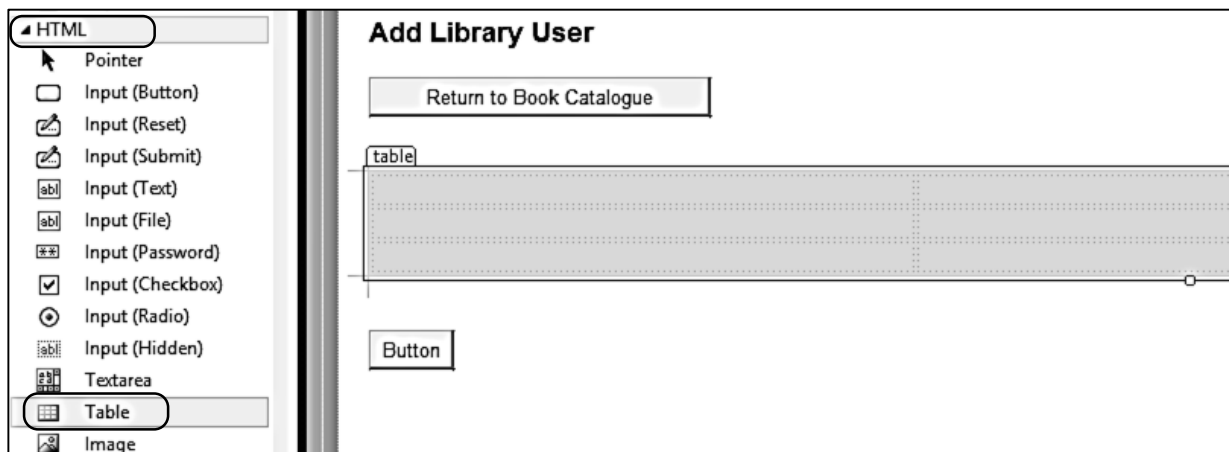 HTML
Pointer
Input (Button)
Input (Reset)
Input (Submit)
Input (Text)
Input (File)
Input (Password)
Input (Checkbox)
Input (Radio)
Input (Hidden)
Textarea
Table
Image
Add Library User
Return to Book Catalogue
table
Button